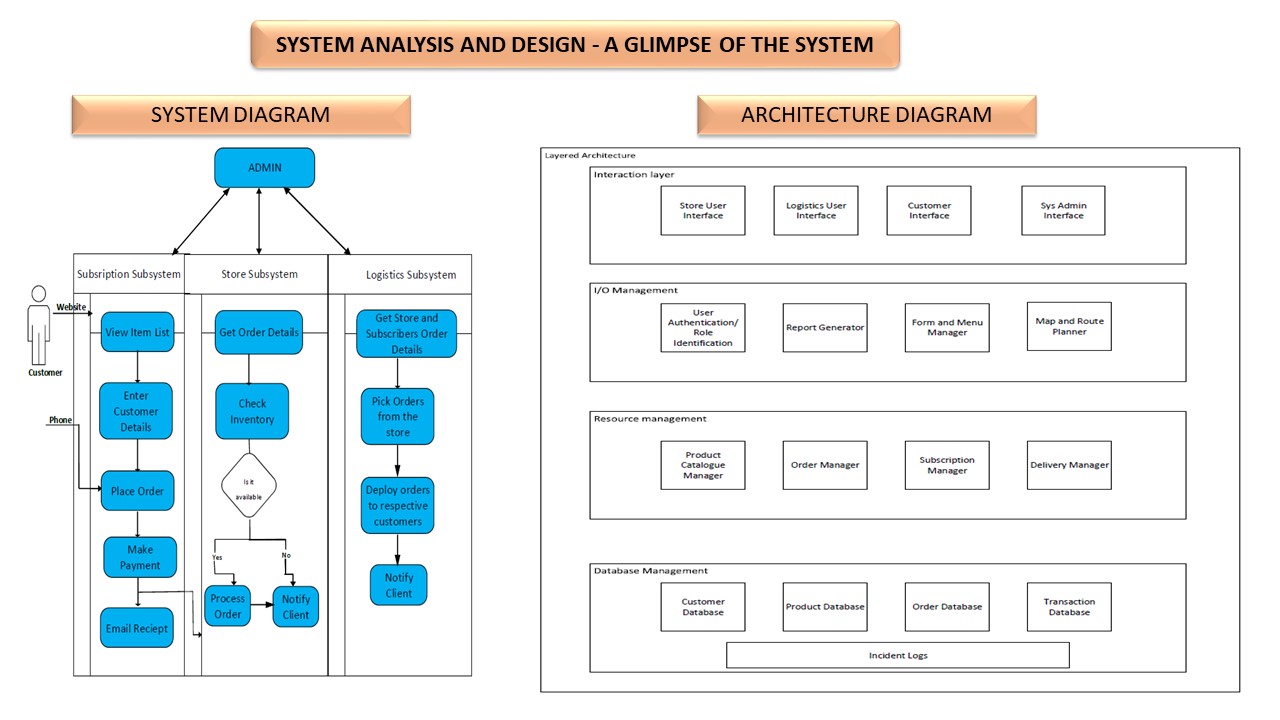 SYSTEM ANALYSIS AND DESIGN - A GLIMPSE OF THE SYSTEM
SYSTEM DIAGRAM
ADMIN
Subsription Subsystem
Store Subsystem
Logistics Subsystem
Website
Customer
Phone
View Item List
Enter
Customer
Details
Place Order
Make
Payment
Email Reciept
Get Order Details
Check
Inventory
Is it
available
Yes
No
Process
Order
Notify
Client
Get Store and
Subscribers Order
Details
Pick Orders
from the
store
Deploy orders
to respective
customers
Notify
Client
ARCHITECTURE DIAGRAM
Layered Architecture
Interaction layer
Store User
Interface
Logistics User
Interface
Customer
Interface
Sys Admin
Interface
I/O Management
User
Authentication/
Role
Identification
Report Generator
Form and Menu
Manager
Map and Route
Planner
Resource management
Product
Catalogue
Manager
Order Manager
Subscription
Manager
Delivery Manager
Database Management
Customer
Database
Product Database
Order Database
Transaction
Database
Incident Logs